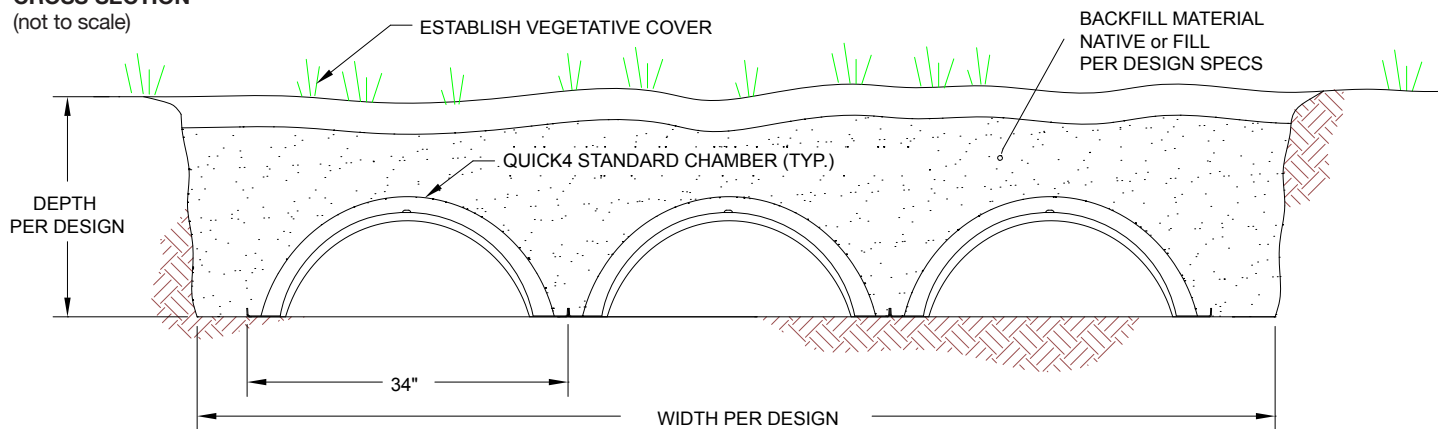 CROSS SECTION
(not to scale)
ESTABLISH VEGETATIVE COVER
BACKFILL MATERIAL
NATIVE or FILL
PER DESIGN SPECS
QUICK4 STANDARD CHAMBER (TYP.)
DEPTH
PER DESIGN
34"
WIDTH PER DESIGN